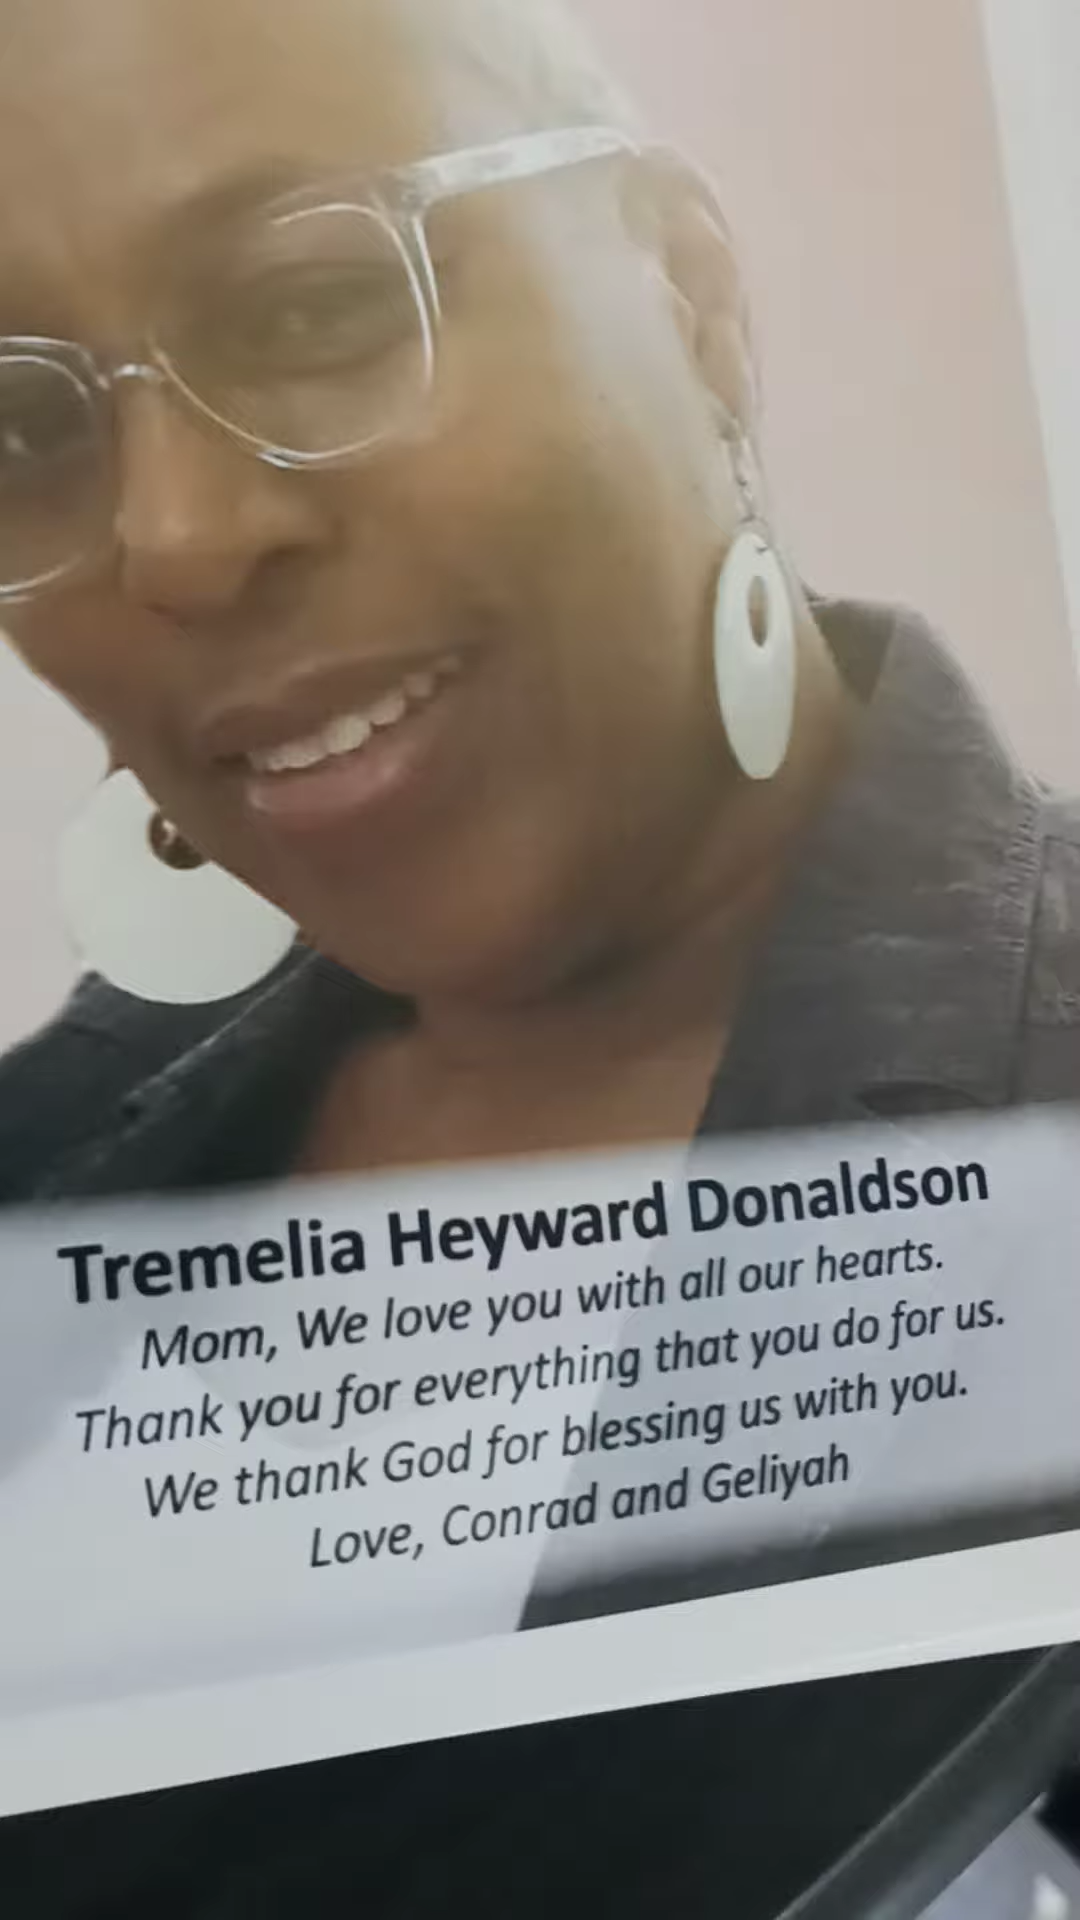 Tremelia Heyward Donaldson
Mom, We love you with all our hearts.
Thank you for everything that you do for us.
We thank God for blessing us with you.
Love, Conrad and Geliyah